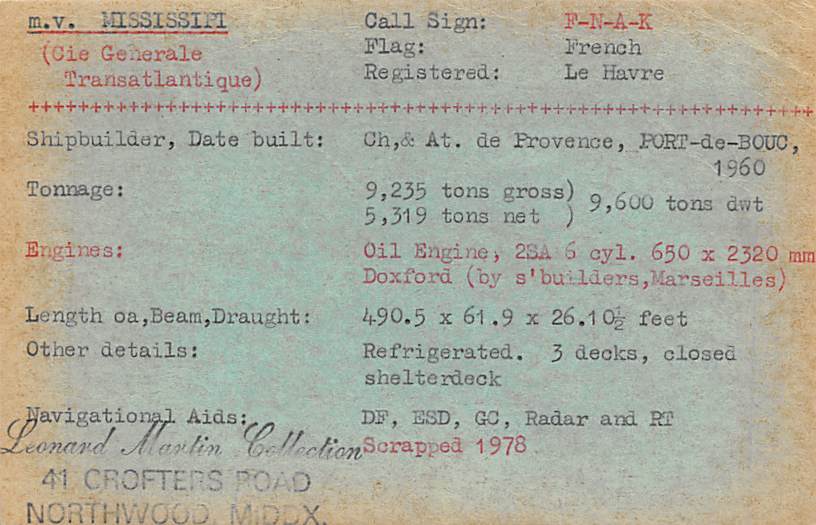 m.v. MISSISSIPI Call Sign: F-N-A-K
(Cie Generale Flag: French
Transatlantique) Registered: Le Havre
++++++++++++++++++++++++++++++++++++++++++++++++++++++++++++++
Shipbuilder, Date built: Ch,& At. de Provence, PORT-de-BOUC,
1960
Tonnage: 9,235 tons gross) 9,600 tons dwt
5,319 tons net )
Engines: Oil Engine, 2SA 6 cyl. 650 x 2320 mm
Doxford (by s'builders,Marseilles)
Length oa,Beam,Draught: 490.5 x 61.9 x 26.10½ feet
Other details: Refrigerated. 3 decks, closed
shelterdeck
Navigational Aids: DF, ESD, GC, Radar and RT
Leonard Martin Collection Scrapped 1978
41 CROFTERS ROAD
NORTHWOOD, MIDDX.